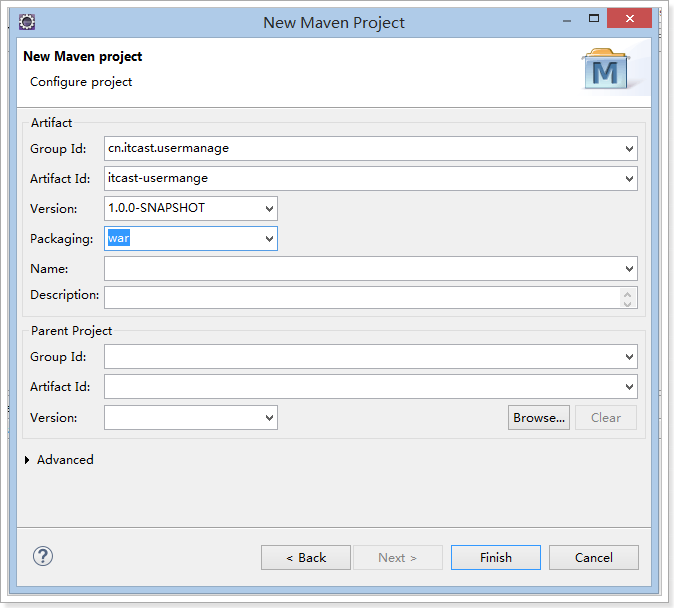 New Maven Project
New Maven project
Configure project
M
Artifact
Group Id: cn.itcast.usermanage
Artifact Id: itcast-usermange
Version: 1.0.0-SNAPSHOT
Packaging: war
Name:
Description:
Parent Project
Group Id:
Artifact Id:
Version: Browse... Clear
Advanced
? < Back Next > Finish Cancel